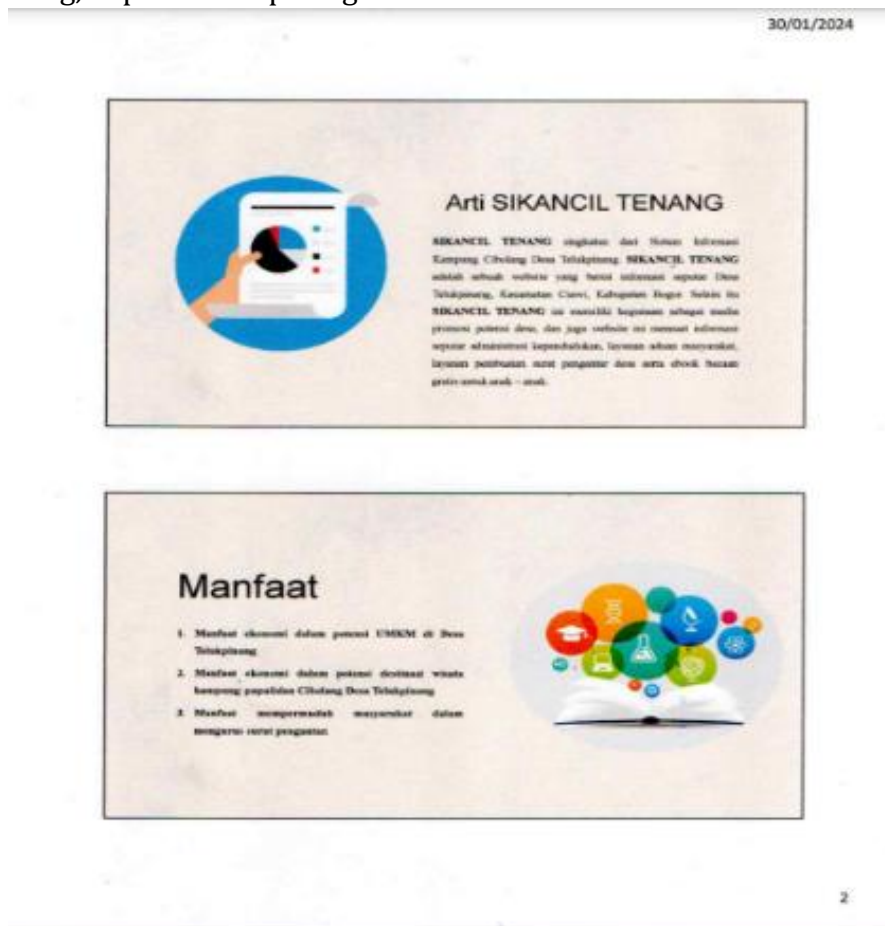 30/01/2024
Arti SIKANCIL TENANG
SIKANCIL TENANG singkatan dari Sistem Informasi
Kampung Cibolang Desa Telukpinang. SIKANCIL TENANG
adalah sebuah website yang berisi informasi seputar Desa
Telukpinang, Kecamatan Ciawi, Kabupaten Bogor. Selain itu
SIKANCIL TENANG ini memiliki kegunaan sebagai media
promosi potensi desa, dan juga website ini memuat informasi
seputar administrasi kependudukan, layanan aduan masyarakat,
layanan pembuatan surat pengantar desa serta ebook bacaan
gratis untuk anak – anak.
Manfaat
1. Manfaat ekonomi dalam potensi UMKM di Desa
Telukpinang
2. Manfaat ekonomi dalam potensi destinasi wisata
kampung papalidan Cibolang Desa Telukpinang
3. Manfaat mempermudah masyarakat dalam
mengurus surat pengantar
2